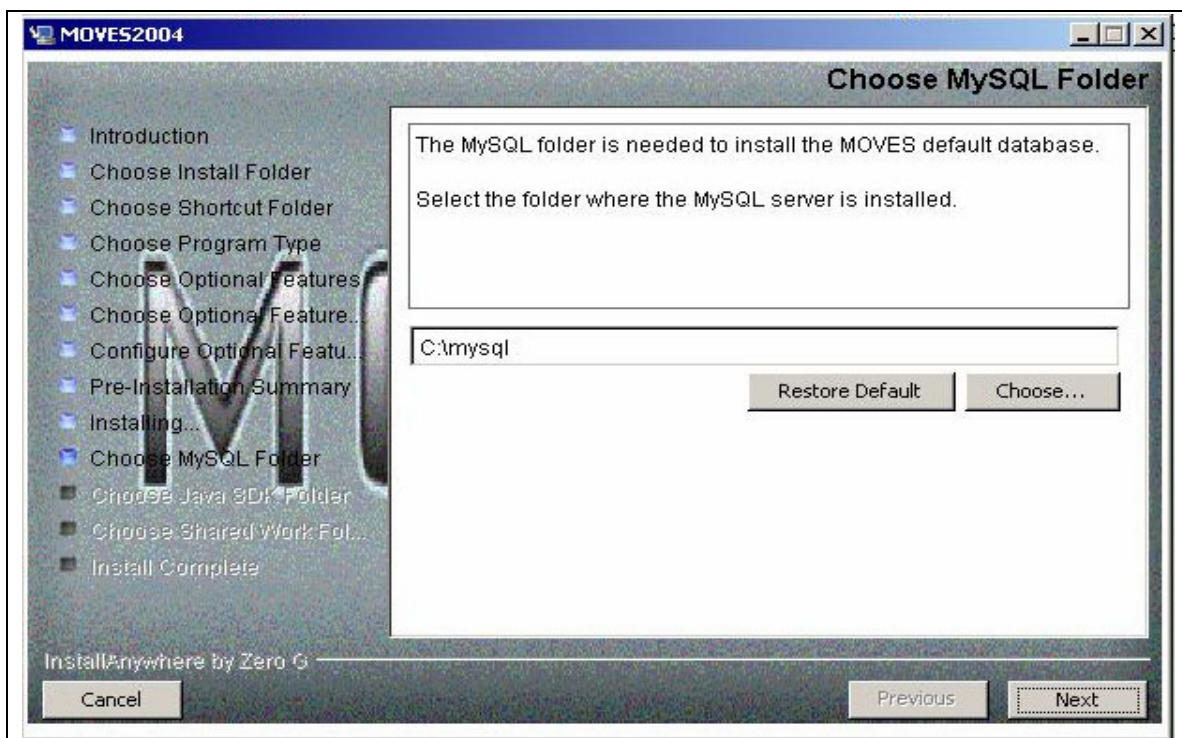 MOVES2004
Choose MySQL Folder
Introduction
Choose Install Folder
Choose Shortcut Folder
Choose Program Type
Choose Optional Features
Choose Optional Feature...
Configure Optional Featu...
Pre-Installation Summary
Installing...
Choose MySQL Folder
Choose Java SDK Folder
Choose Shared Work Fol...
Install Complete
The MySQL folder is needed to install the MOVES default database.
Select the folder where the MySQL server is installed.
C:\mysql
Restore Default
Choose...
InstallAnywhere by Zero G
Cancel
Previous
Next